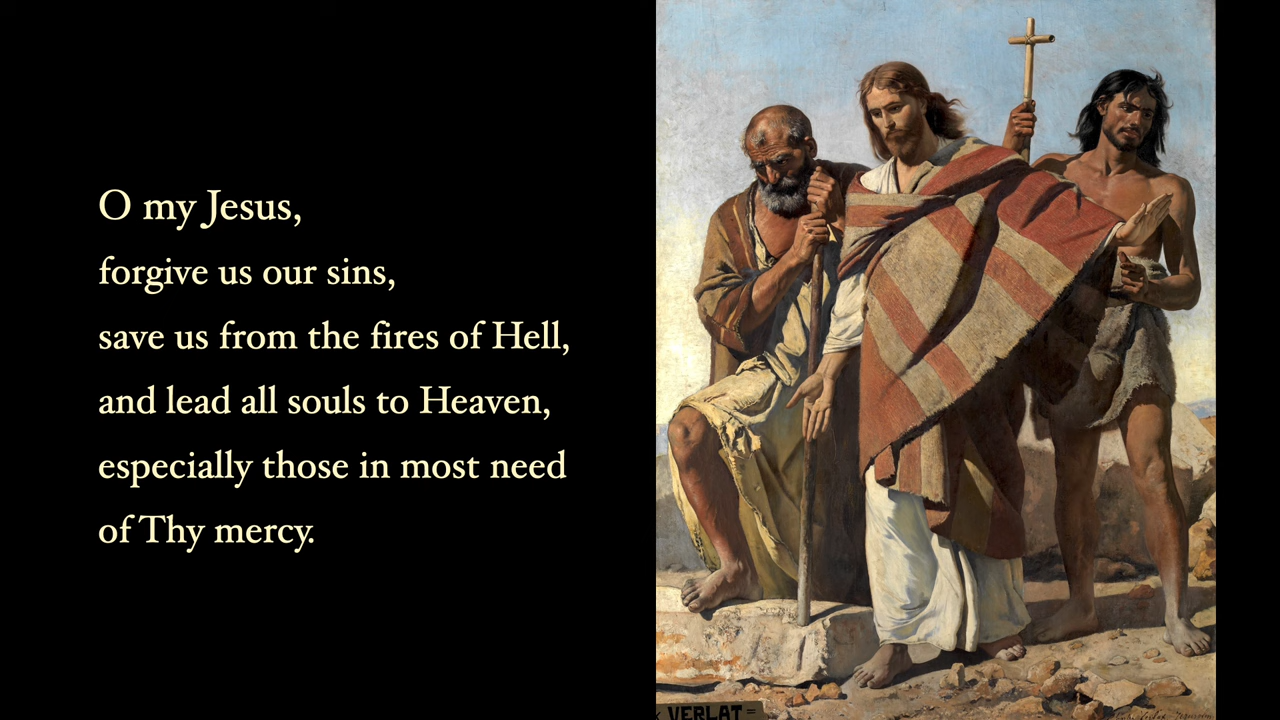 O my Jesus,
forgive us our sins,
save us from the fires of Hell,
and lead all souls to Heaven,
especially those in most need
of Thy mercy.
VERLAT=